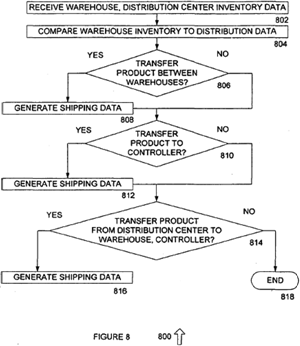 RECEIVE WAREHOUSE, DISTRIBUTION CENTER INVENTORY DATA
802
COMPARE WAREHOUSE INVENTORY TO DISTRIBUTION DATA
804
YES
NO
TRANSFER
PRODUCT BETWEEN
WAREHOUSES?
806
GENERATE SHIPPING DATA
808
YES
NO
TRANSFER
PRODUCT TO
CONTROLLER?
810
GENERATE SHIPPING DATA
812
YES
NO
TRANSFER PRODUCT
FROM DISTRIBUTION CENTER TO
WAREHOUSE, CONTROLLER?
814
GENERATE SHIPPING DATA
816
END
818
FIGURE 8
800